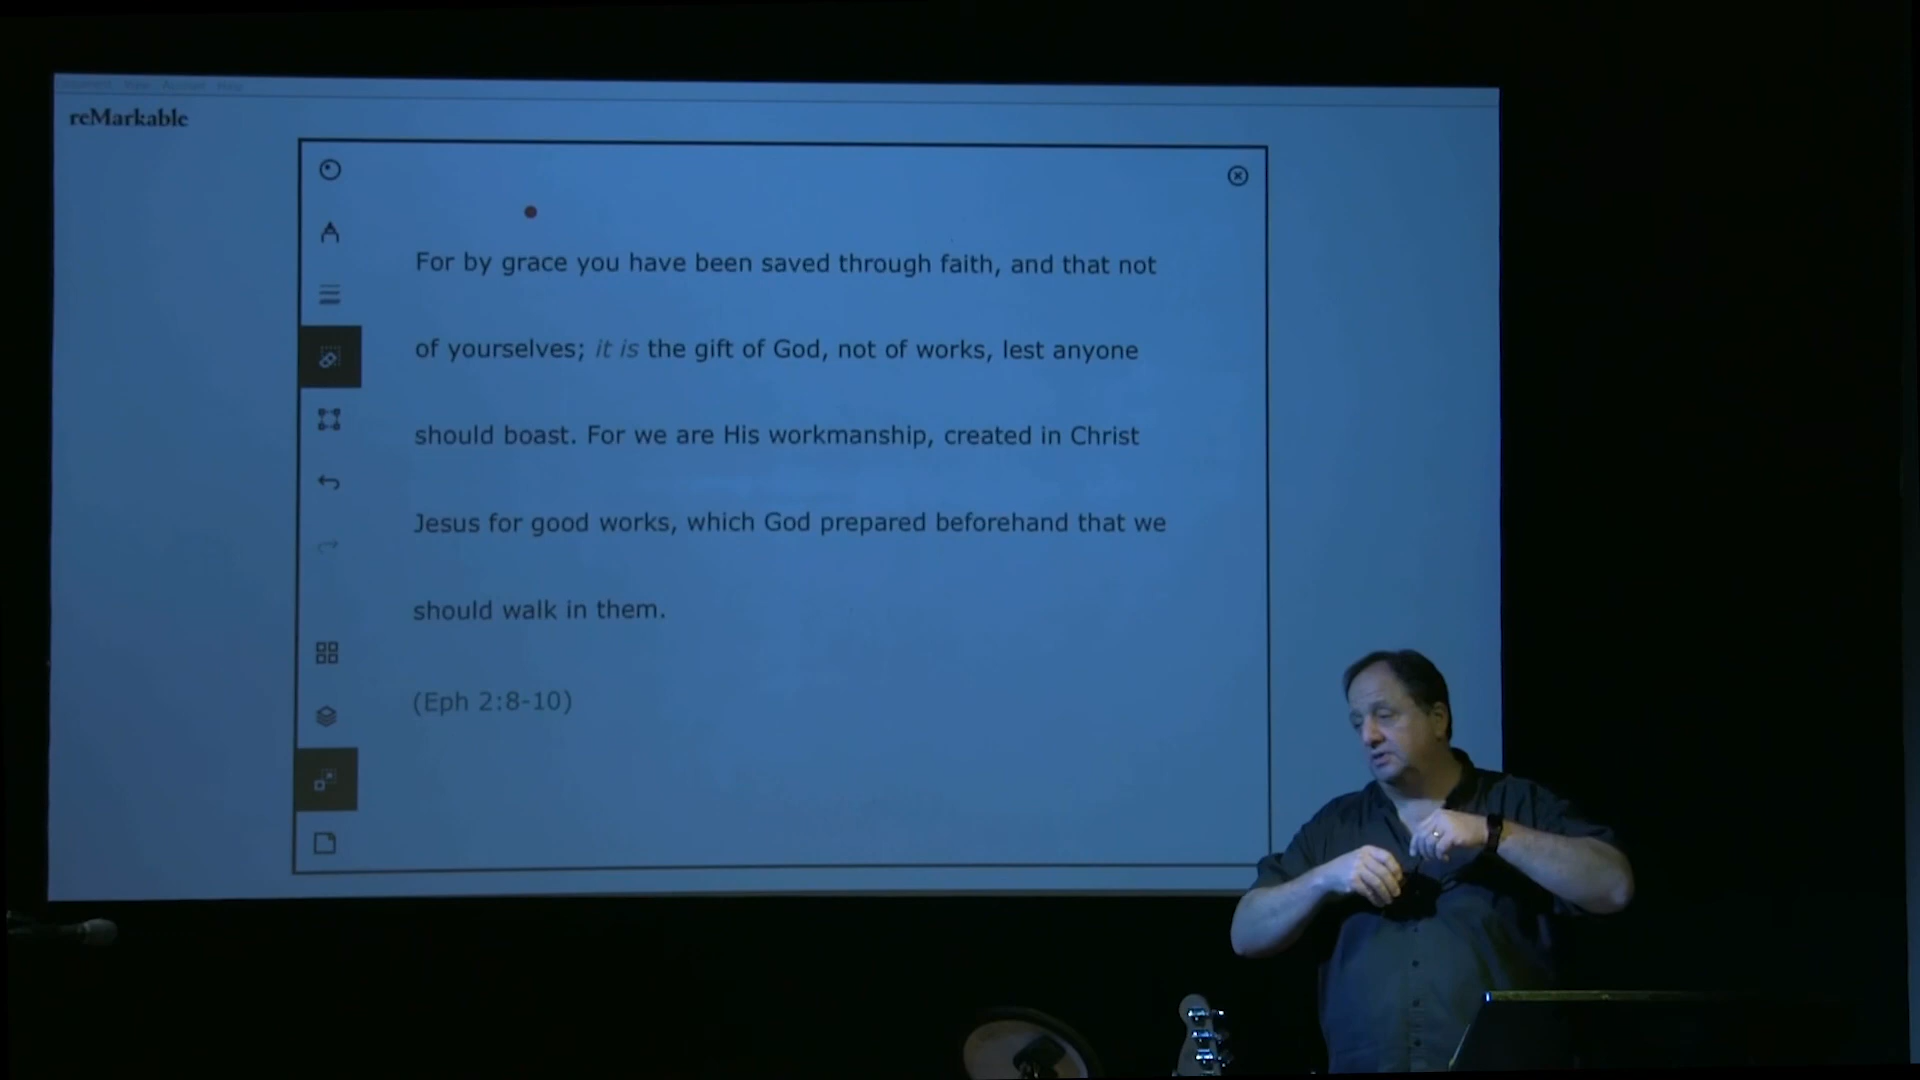 reMarkable
For by grace you have been saved through faith, and that not
of yourselves; it is the gift of God, not of works, lest anyone
should boast. For we are His workmanship, created in Christ
Jesus for good works, which God prepared beforehand that we
should walk in them.
(Eph 2:8-10)